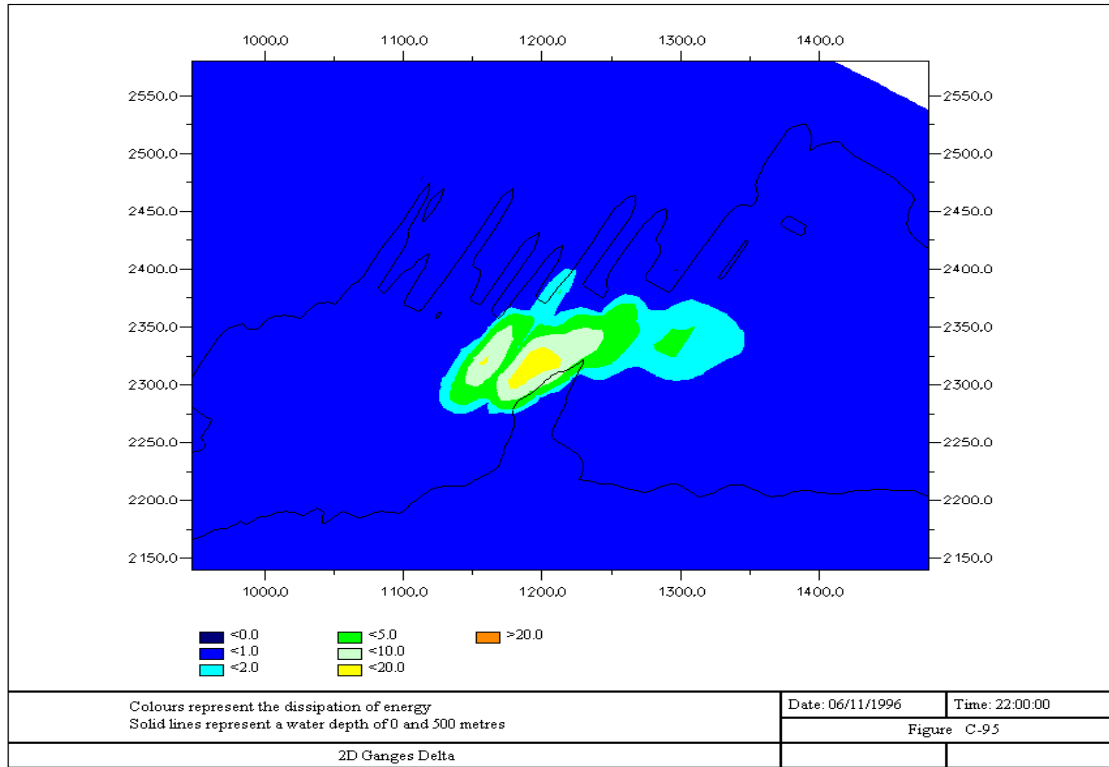 1000.0 1100.0 1200.0 1300.0 1400.0
2550.0 2550.0
2500.0 2500.0
2450.0 2450.0
2400.0 2400.0
2350.0 2350.0
2300.0 2300.0
2250.0 2250.0
2200.0 2200.0
2150.0 2150.0
1000.0 1100.0 1200.0 1300.0 1400.0
<0.0 <5.0 >20.0
<1.0 <10.0
<2.0 <20.0
Colours represent the dissipation of energy
Solid lines represent a water depth of 0 and 500 metres
Date: 06/11/1996 Time: 22:00:00
Figure C-95
2D Ganges Delta